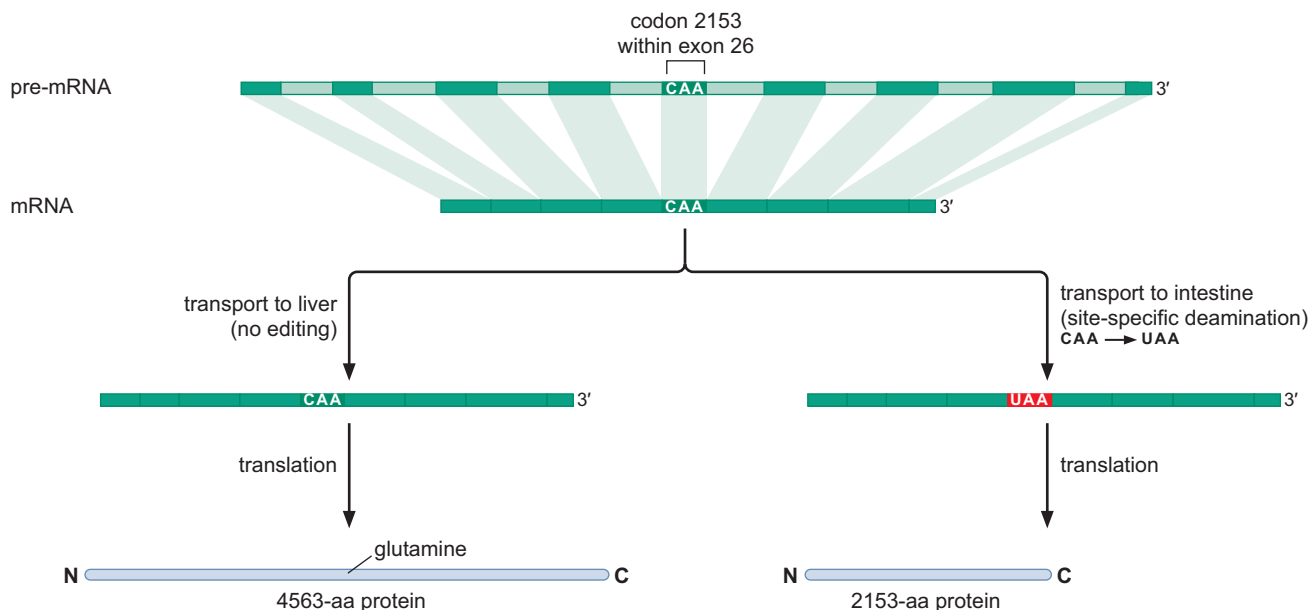 codon 2153
within exon 26
pre-mRNA
CAA
3′
mRNA
CAA
3′
transport to liver
(no editing)
transport to intestine
(site-specific deamination)
CAA → UAA
CAA
3′
UAA
3′
translation
translation
glutamine
N
C
N
C
4563-aa protein
2153-aa protein